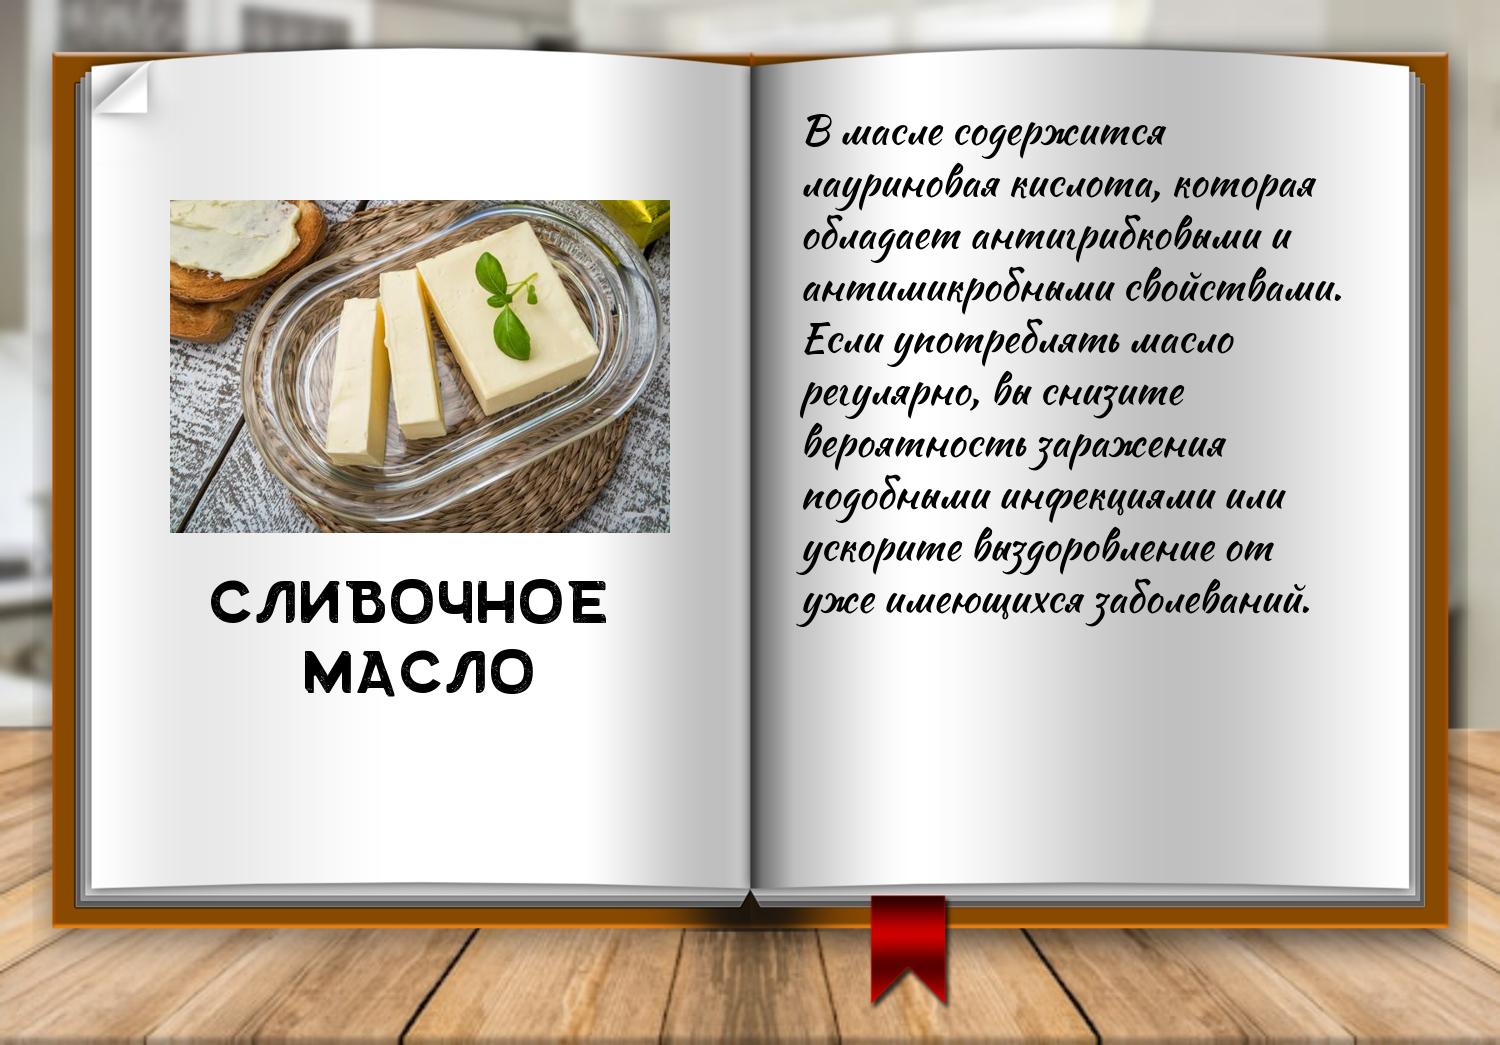 СЛИВОЧНОЕ
МАСЛО
В масле содержится
лауриновая кислота, которая
обладает антигрибковыми и
антимикробными свойствами.
Если употреблять масло
регулярно, вы снизите
вероятность заражения
подобными инфекциями или
ускорите выздоровление от
уже имеющихся заболеваний.